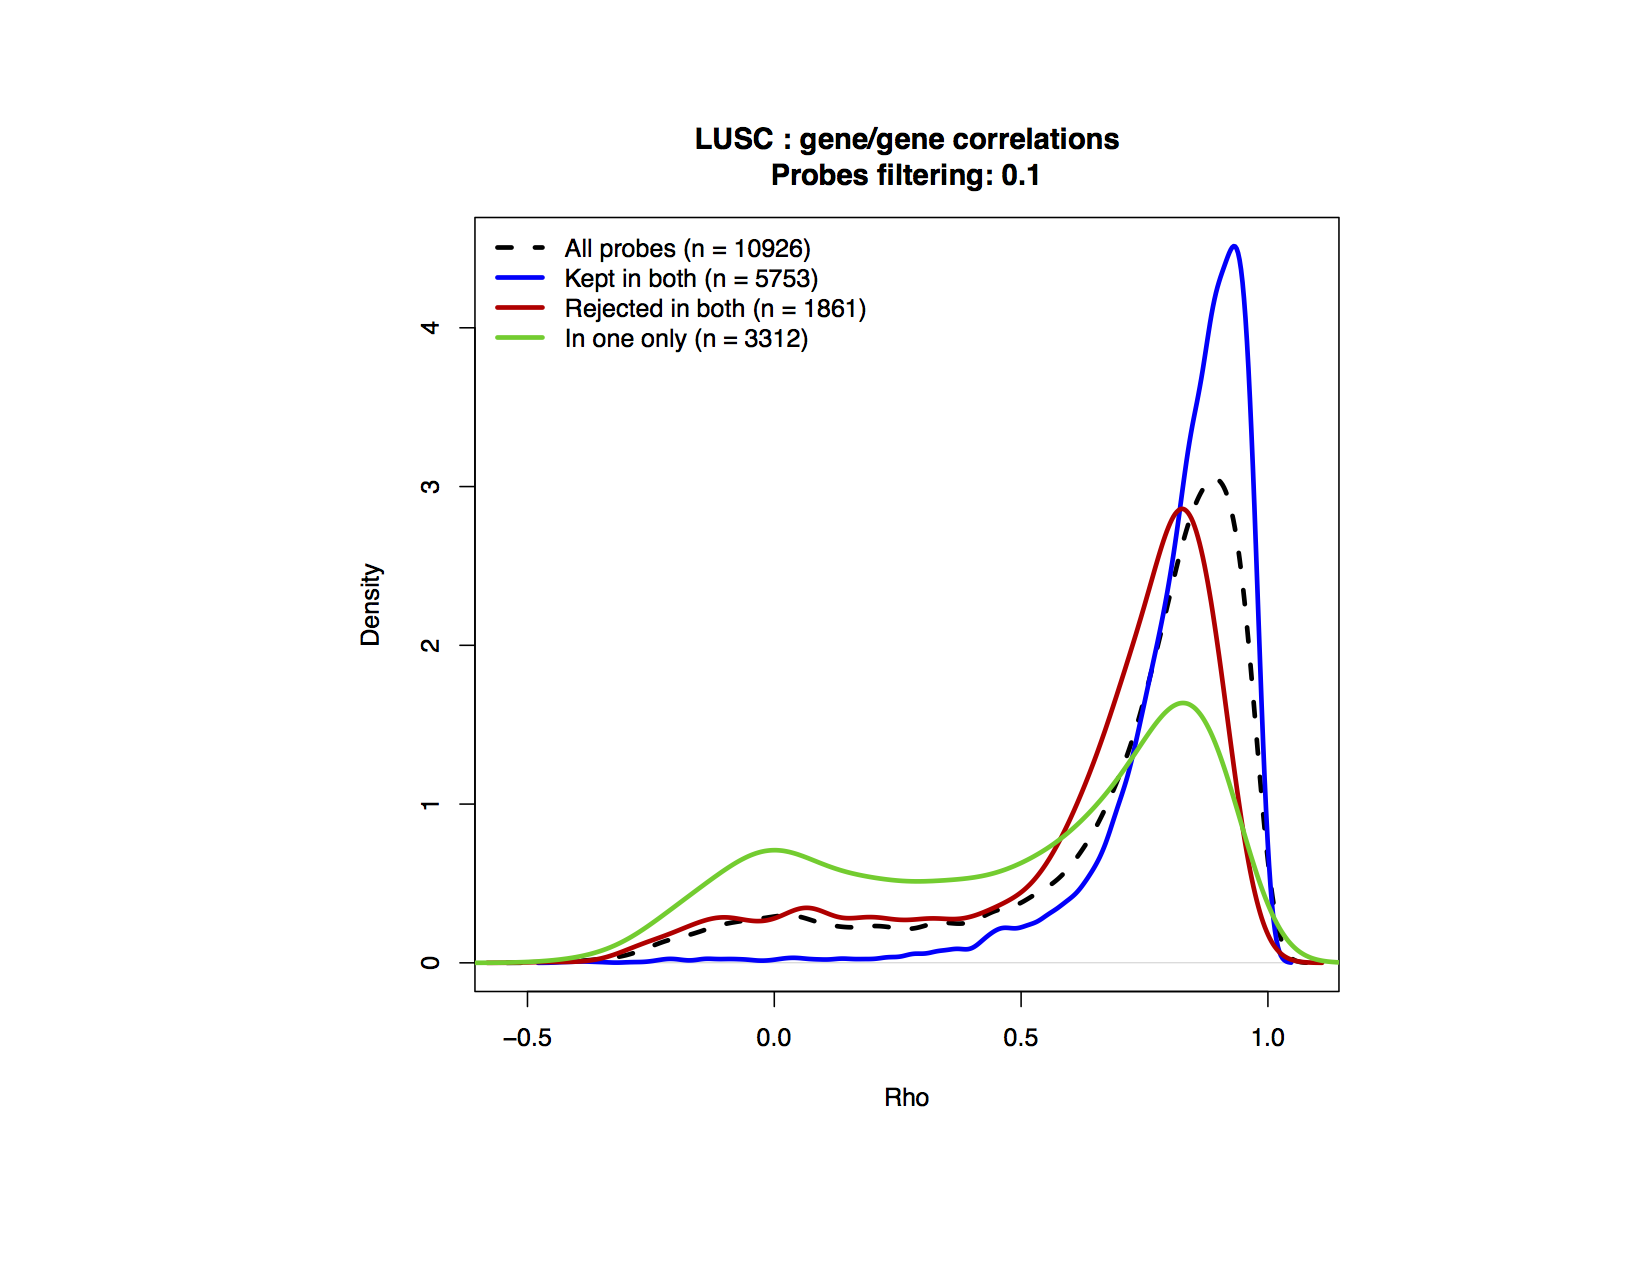 LUSC : gene/gene correlations
Probes filtering: 0.1
All probes (n = 10926)
Kept in both (n = 5753)
Rejected in both (n = 1861)
In one only (n = 3312)
4
3
2
1
0
Density
−0.5 0.0 0.5 1.0
Rho